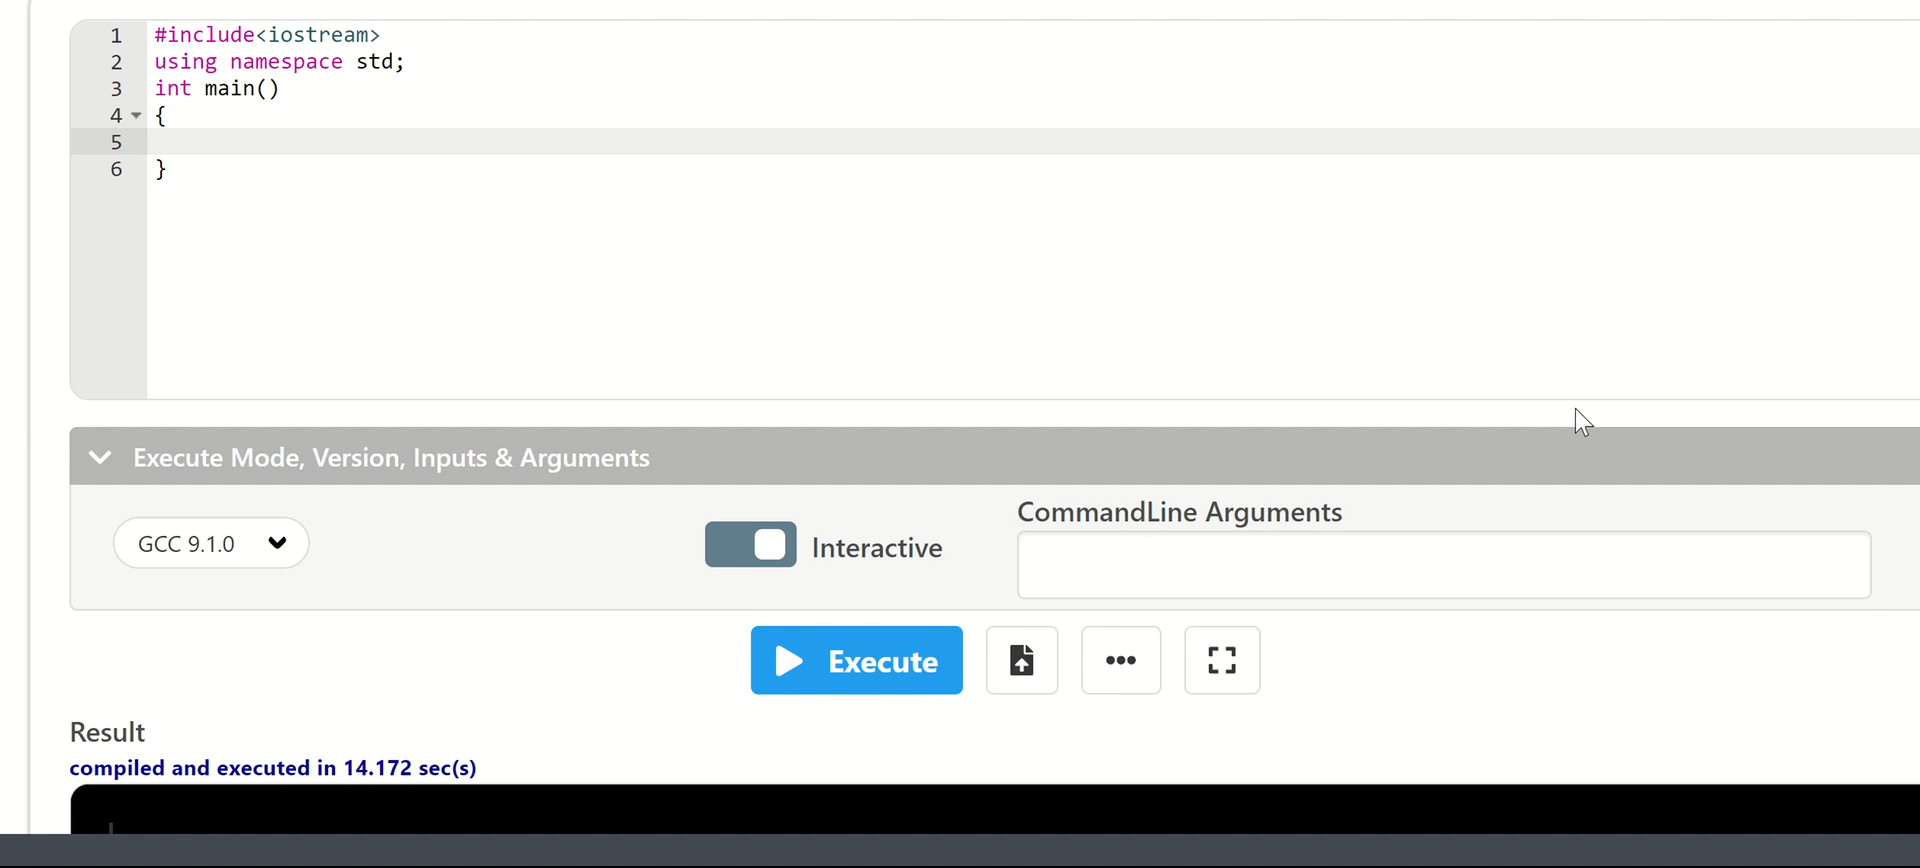 1 #include<iostream>
2 using namespace std;
3 int main()
4 {
5
6 }
Execute Mode, Version, Inputs & Arguments
CommandLine Arguments
GCC 9.1.0
Interactive
Execute
Result
compiled and executed in 14.172 sec(s)